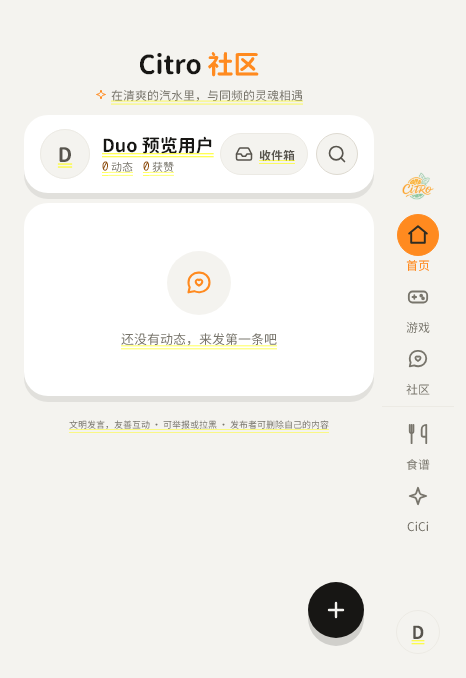 Citro 社区
在清爽的汽水里，与同频的灵魂相遇
D
Duo 预览用户
0 动态 0 获赞
收件箱
还没有动态，来发第一条吧
文明发言，友善互动 · 可举报或拉黑 · 发布者可删除自己的内容
Citro
首页
游戏
社区
食谱
CiCi
D